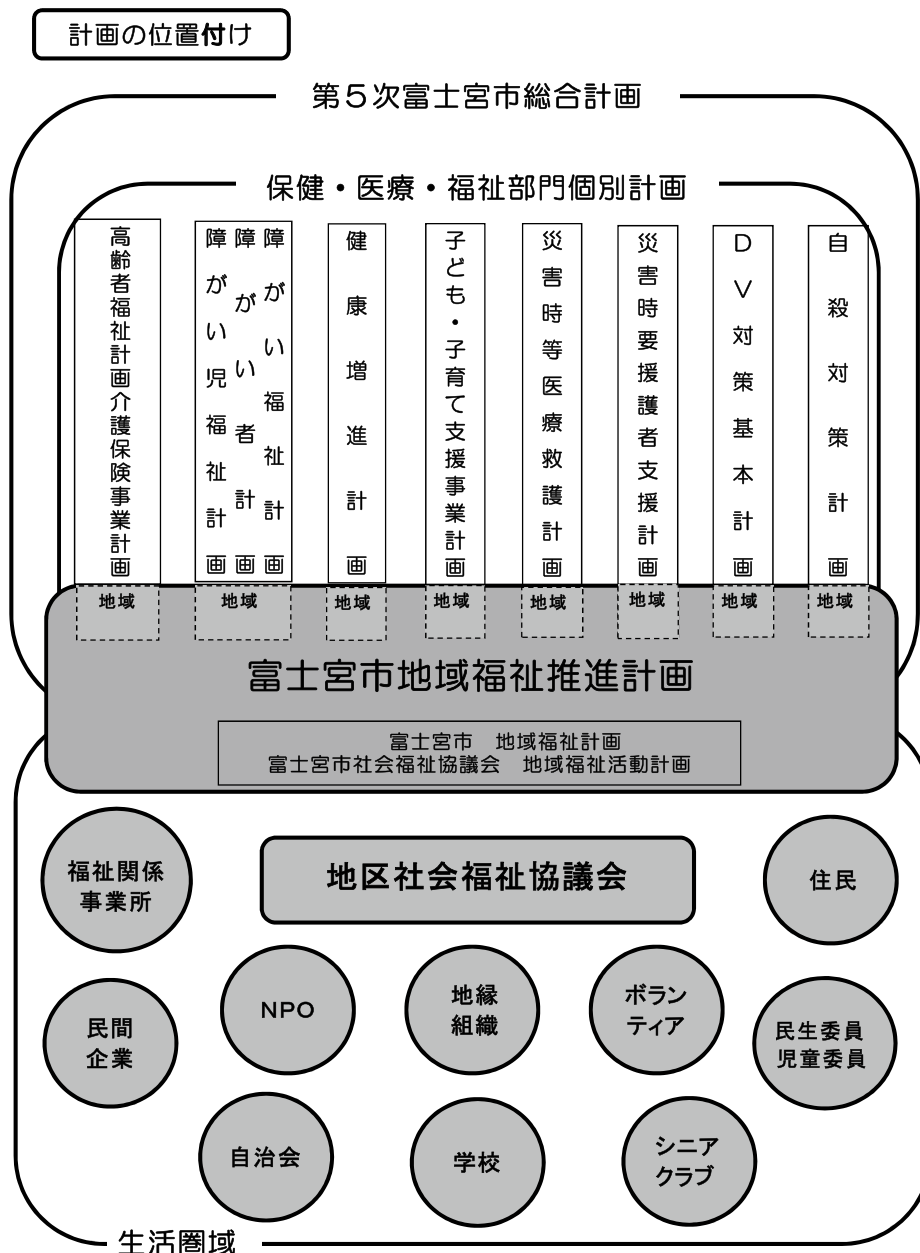 計画の位置付け
第5次富士宮市総合計画
保健・医療・福祉部門個別計画
高齢者福祉計画介護保険事業計画
障がい児福祉計画
障がい者計画
障がい福祉計画
健康増進計画
子ども・子育て支援事業計画
災害時等医療救護計画
災害時要援護者支援計画
DV対策基本計画
自殺対策計画
地域
地域
地域
地域
地域
地域
地域
地域
富士宮市地域福祉推進計画
富士宮市　地域福祉計画
富士宮市社会福祉協議会　地域福祉活動計画
福祉関係
事業所
地区社会福祉協議会
住民
民間
企業
NPO
地縁
組織
ボラン
ティア
民生委員
児童委員
自治会
学校
シニア
クラブ
生活圏域